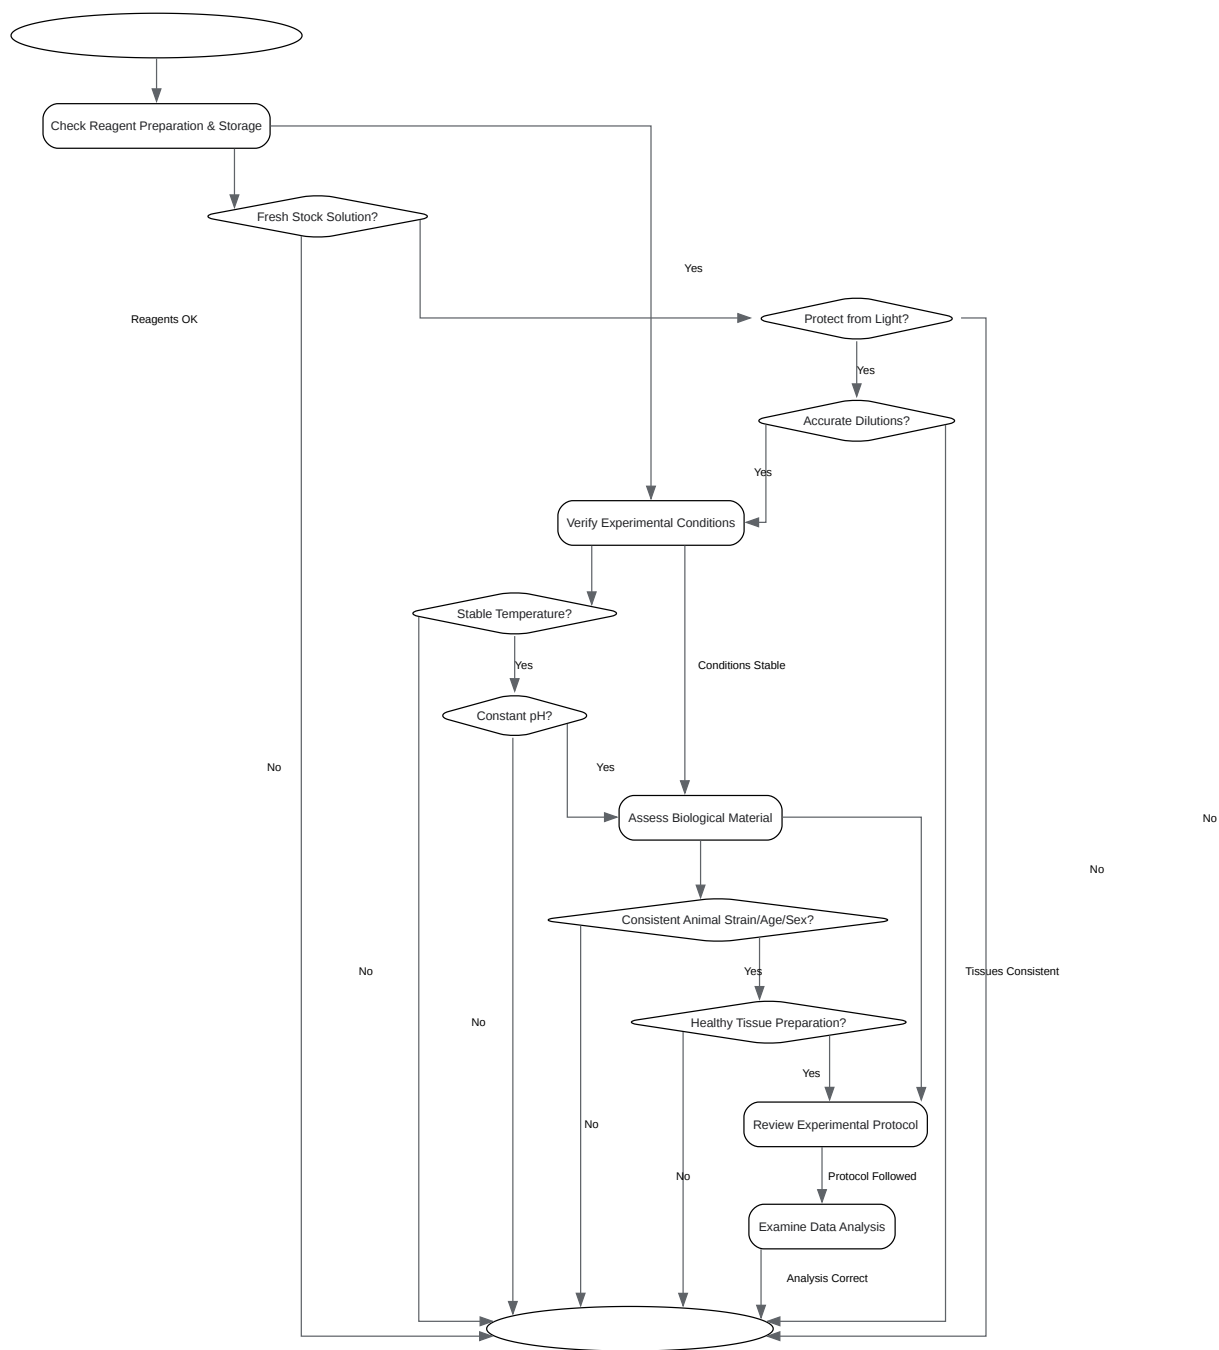 Check Reagent Preparation & Storage
Fresh Stock Solution?
Yes
Reagents OK
Protect from Light?
Yes
Accurate Dilutions?
Yes
Verify Experimental Conditions
Stable Temperature?
Yes
Conditions Stable
Constant pH?
No
Yes
Assess Biological Material
No
No
Consistent Animal Strain/Age/Sex?
No
Yes
Tissues Consistent
No
Healthy Tissue Preparation?
Yes
No
Review Experimental Protocol
No
Protocol Followed
Examine Data Analysis
Analysis Correct